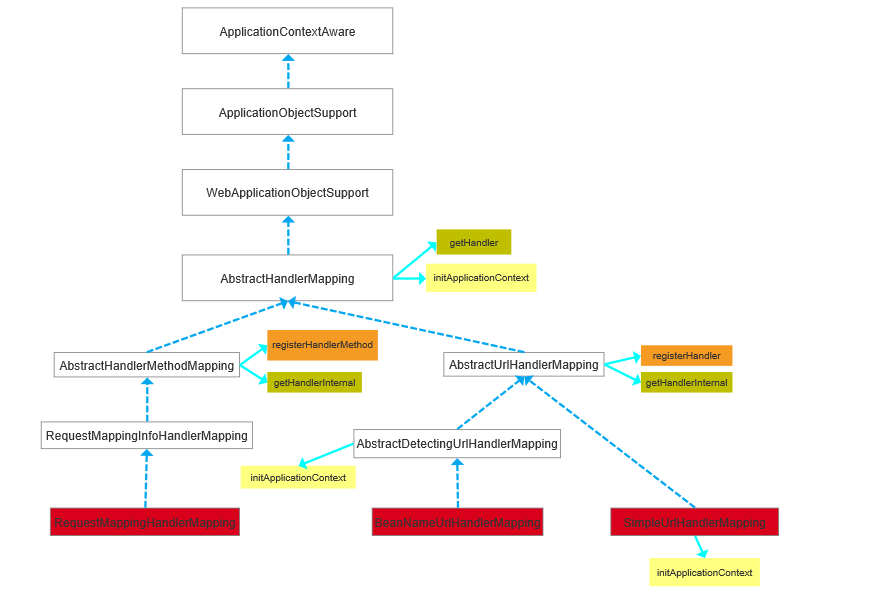 ApplicationContextAware
ApplicationObjectSupport
WebApplicationObjectSupport
getHandler
AbstractHandlerMapping
initApplicationContext
registerHandlerMethod
registerHandler
AbstractHandlerMethodMapping
AbstractUrlHandlerMapping
getHandlerInternal
getHandlerInternal
RequestMappingInfoHandlerMapping
AbstractDetectingUrlHandlerMapping
initApplicationContext
RequestMappingHandlerMapping
BeanNameUrlHandlerMapping
SimpleUrlHandlerMapping
initApplicationContext